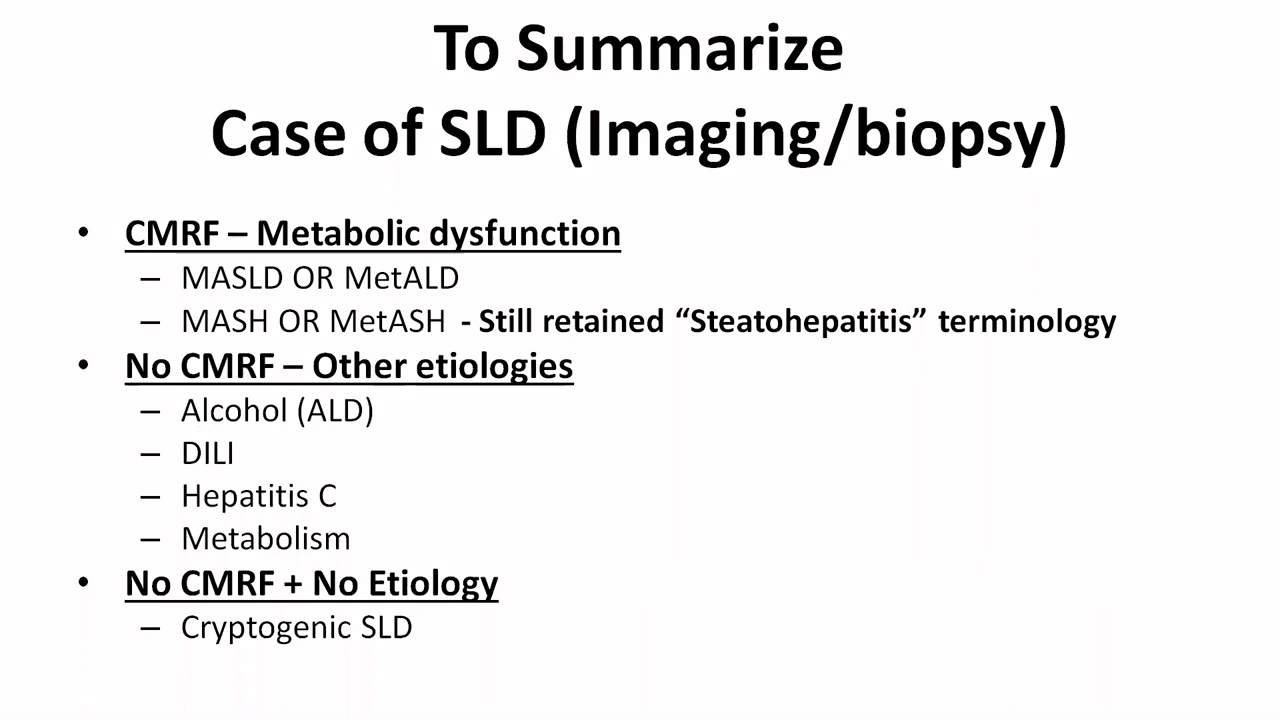 To Summarize
Case of SLD (Imaging/biopsy)
• CMRF – Metabolic dysfunction
– MASLD OR MetALD
– MASH OR MetASH - Still retained “Steatohepatitis” terminology
• No CMRF – Other etiologies
– Alcohol (ALD)
– DILI
– Hepatitis C
– Metabolism
• No CMRF + No Etiology
– Cryptogenic SLD